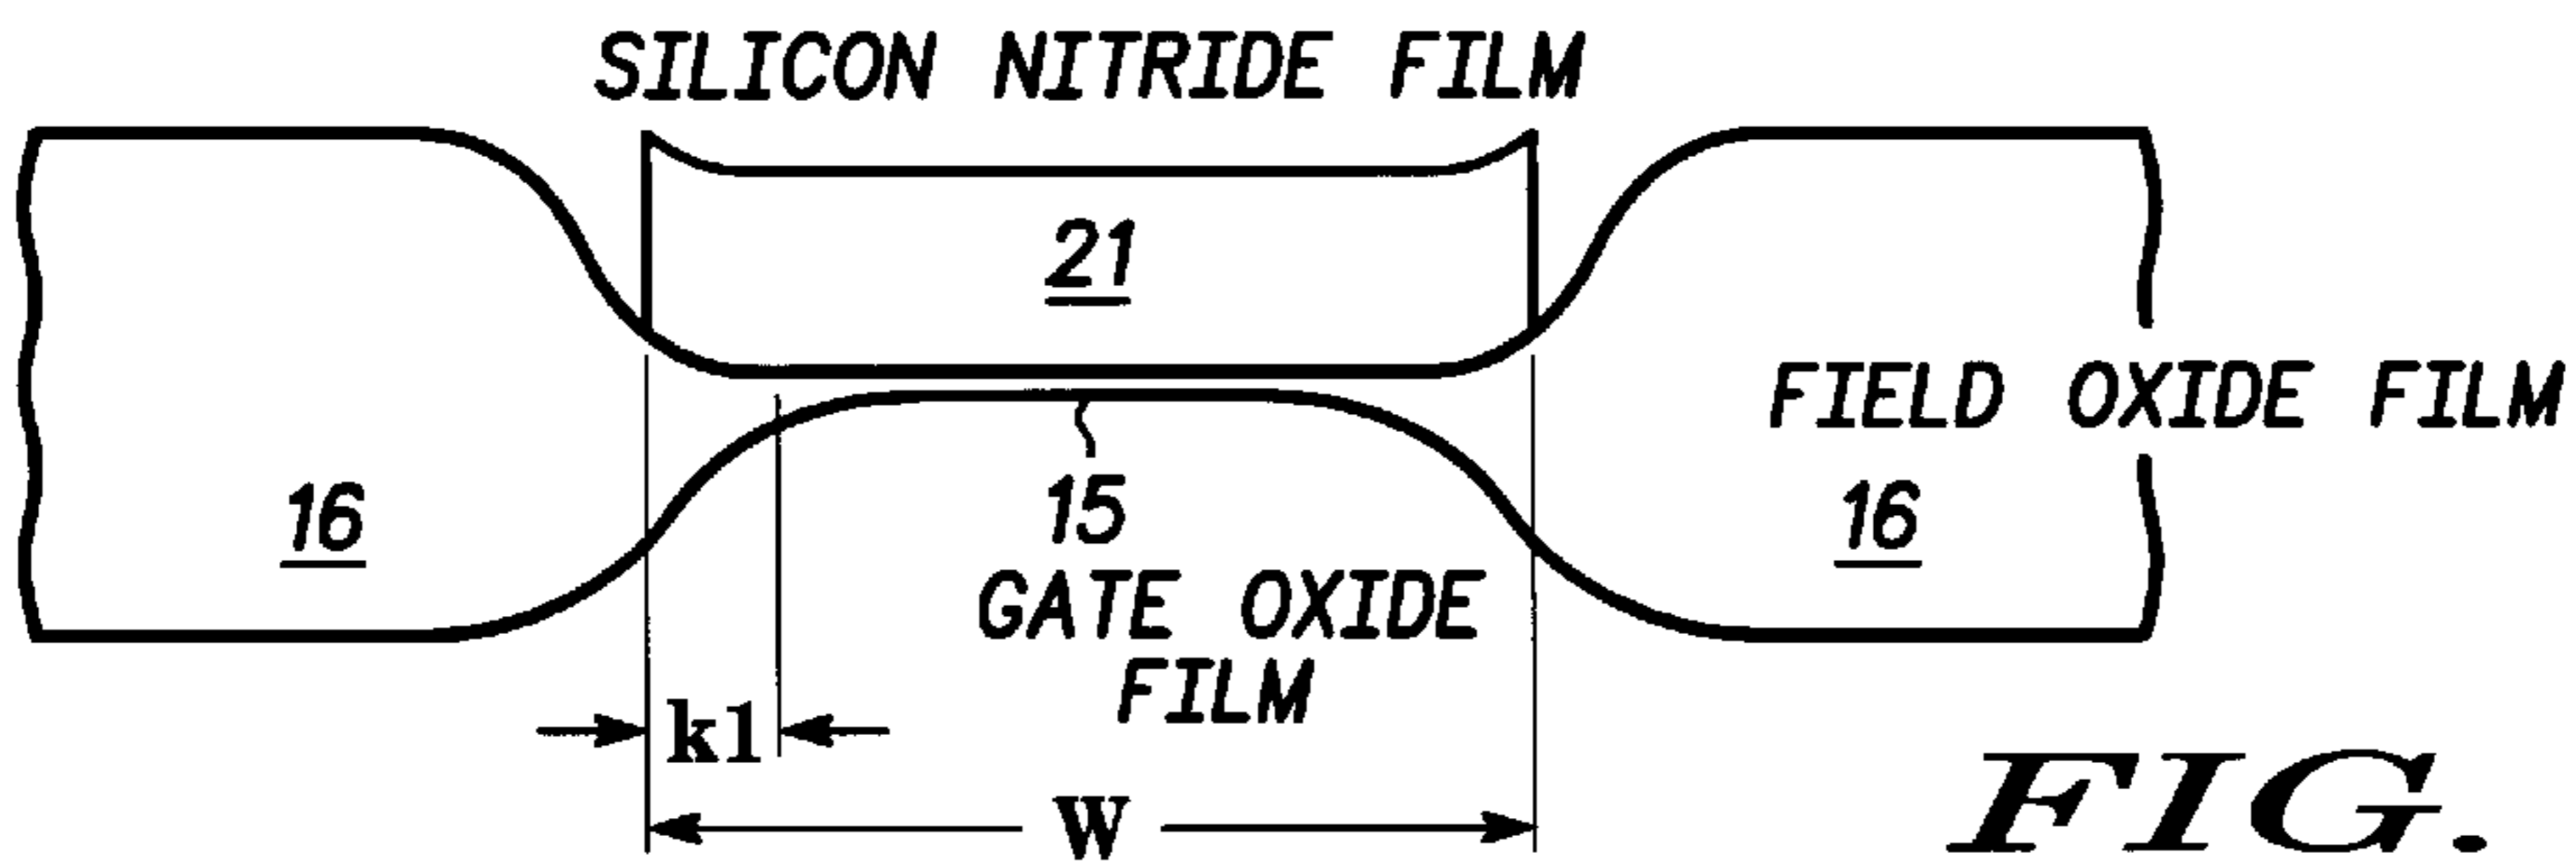 SILICON NITRIDE FILM
21
FIELD OXIDE FILM
16
15
16
GATE OXIDE
FILM
k1
W
FIG.